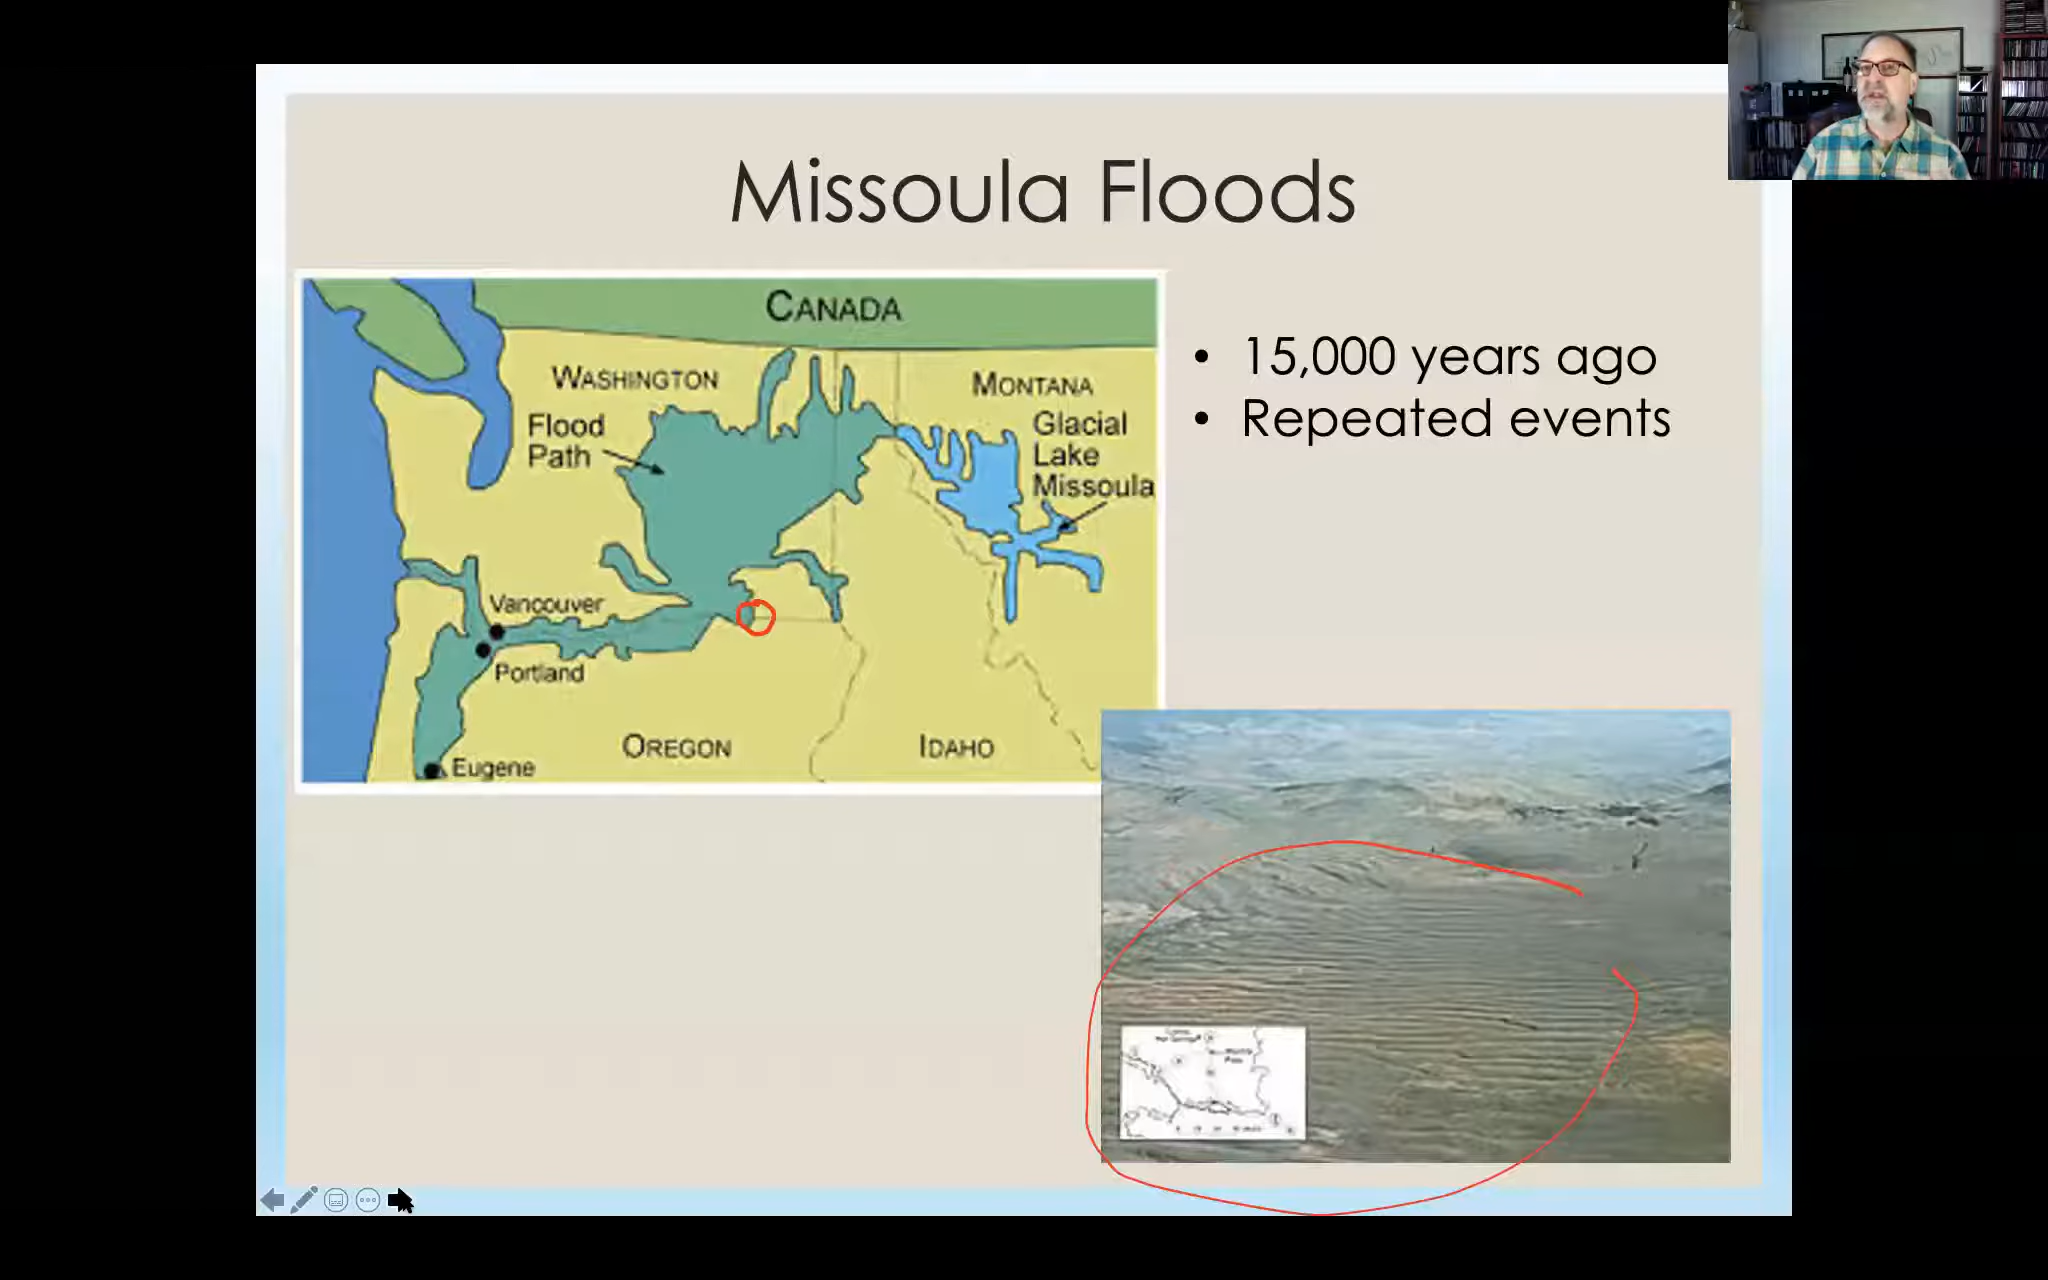 Missoula Floods
CANADA
WASHINGTON
MONTANA
Flood
Path
Glacial
Lake
Missoula
Vancouver
Portland
OREGON
IDAHO
Eugene
• 15,000 years ago
• Repeated events